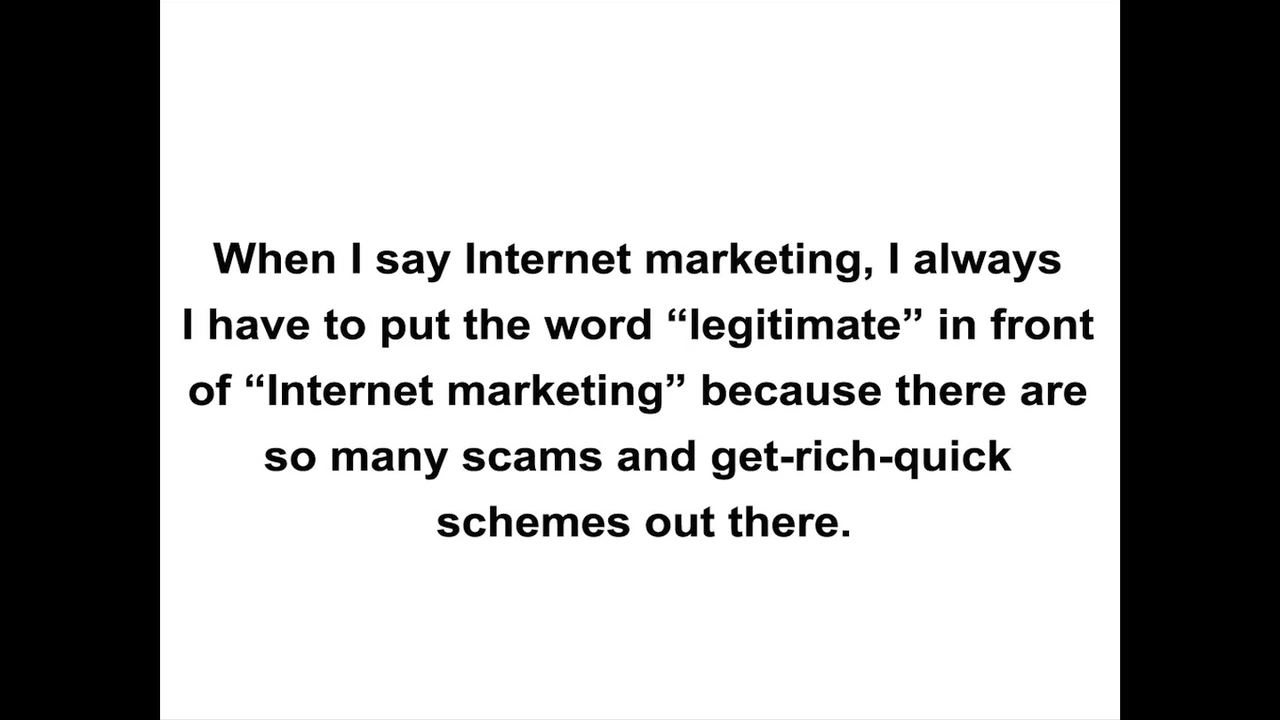 When I say Internet marketing, I always
I have to put the word “legitimate” in front
of “Internet marketing” because there are
so many scams and get-rich-quick
schemes out there.